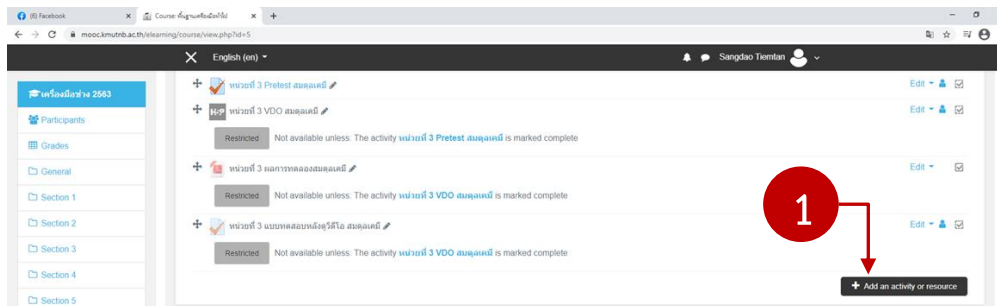 (6) Facebook
Course: พื้นฐานเครื่องมือทั่วไป
mooc.kmutnb.ac.th/elearning/course/view.php?id=5
English (en)
Sangdao Tiemtan
เครื่องมือช่าง 2563
Participants
Grades
General
Section 1
Section 2
Section 3
Section 4
Section 5
หน่วยที่ 3 Pretest สมดุลเคมี
Edit
H-P หน่วยที่ 3 VDO สมดุลเคมี
Edit
Restricted Not available unless: The activity หน่วยที่ 3 Pretest สมดุลเคมี is marked complete
หน่วยที่ 3 ผลการทดลองสมดุลเคมี
Edit
Restricted Not available unless: The activity หน่วยที่ 3 VDO สมดุลเคมี is marked complete
หน่วยที่ 3 แบบทดสอบหลังดูวีดีโอ สมดุลเคมี
Edit
Restricted Not available unless: The activity หน่วยที่ 3 VDO สมดุลเคมี is marked complete
1
+ Add an activity or resource